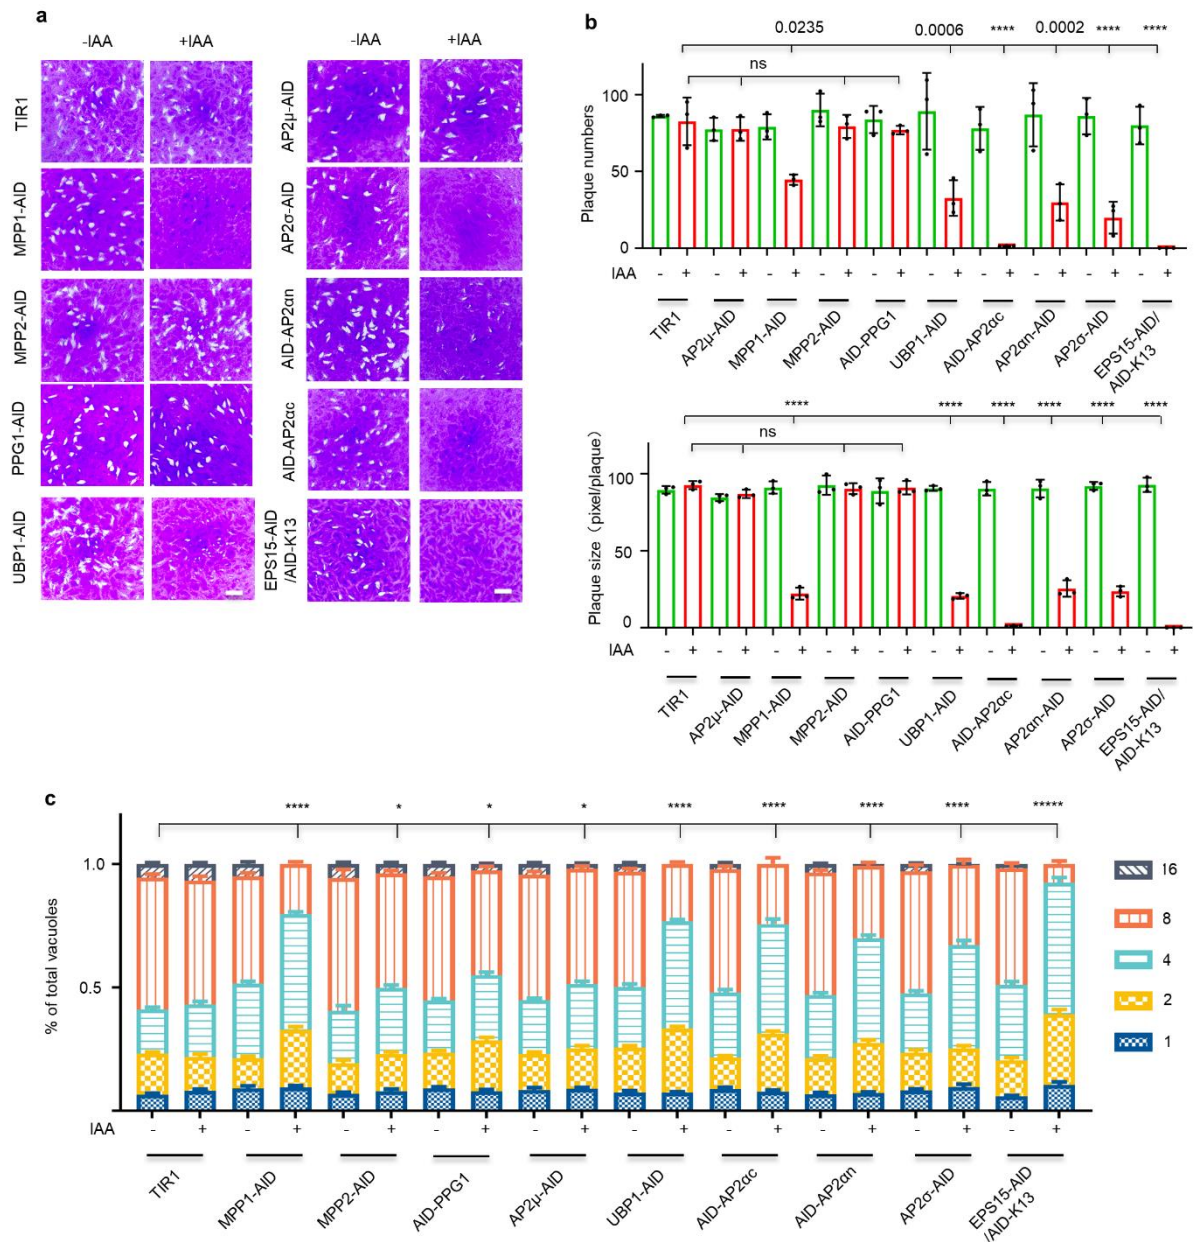 a
-IAA +IAA -IAA +IAA
TIR1
MPP1-AID
MPP2-AID
PPG1-AID
UBP1-AID
AP2μ-AID
AP2σ-AID
AID-AP2αn
AID-AP2αc
EPS15-AID
/AID-K13
b
0.0235 0.0006 **** 0.0002 **** ****
ns
Plaque numbers
100
50
0
IAA - + - + - + - + - + - + - + - + - + - +
TIR1
AP2μ-AID
MPP1-AID
MPP2-AID
AID-PPG1
UBP1-AID
AID-AP2αc
AP2αn-AID
AP2σ-AID
EPS15-AID/
AID-K13
**** **** **** **** **** ****
ns
Plaque size (pixel/plaque)
100
50
0
IAA - + - + - + - + - + - + - + - + - + - +
TIR1
AP2μ-AID
MPP1-AID
MPP2-AID
AID-PPG1
UBP1-AID
AID-AP2αc
AP2αn-AID
AP2σ-AID
EPS15-AID/
AID-K13
c
**** * * * **** **** **** **** *****
% of total vacuoles
1.0
0.5
16
8
4
2
1
IAA - + - + - + - + - + - + - + - + - + - +
TIR1
MPP1-AID
MPP2-AID
AID-PPG1
AP2μ-AID
UBP1-AID
AID-AP2αc
AID-AP2αn
AP2σ-AID
EPS15-AID
/AID-K13